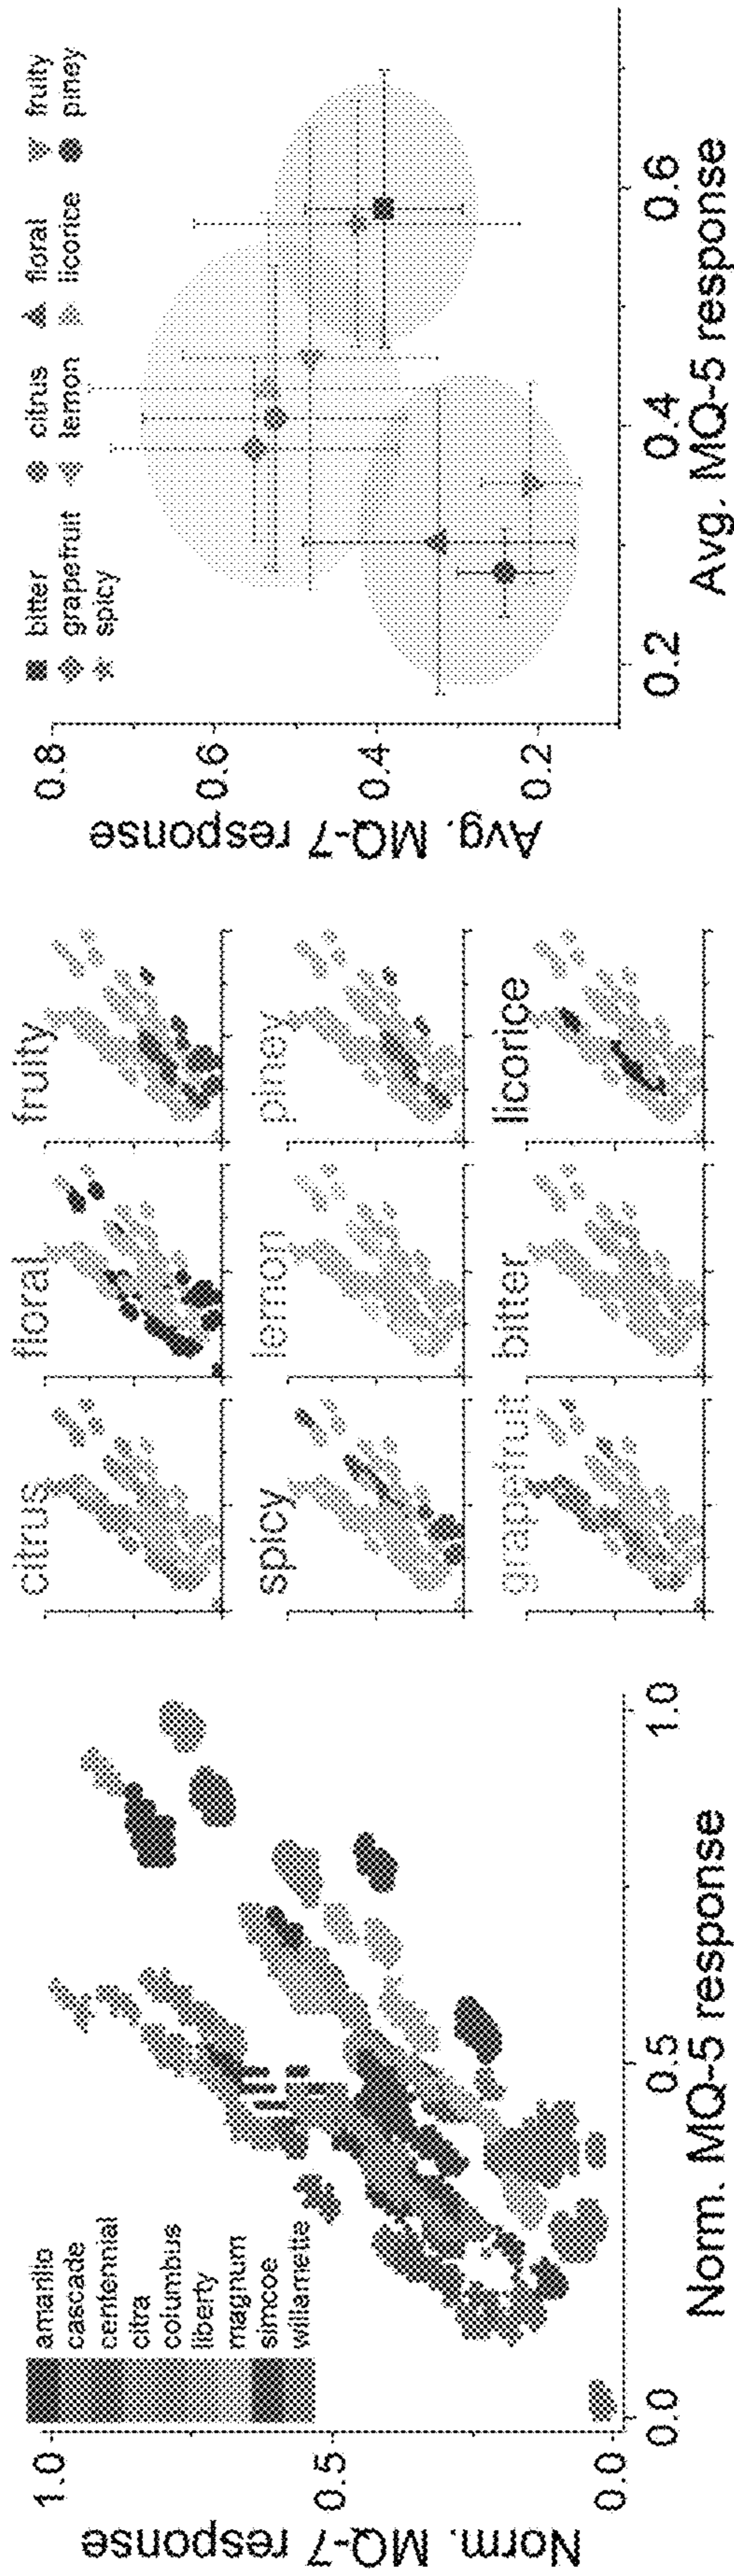 1.0
0.5
0.0
Norm. MQ-7 response
amarillo
cascade
centennial
citra
columbus
liberty
magnum
simcoe
willamette
0.0
0.5
1.0
Norm. MQ-5 response
citrus
floral
fruity
spicy
lemon
piney
grapefruit
bitter
licorice
0.8
0.6
0.4
0.2
Avg. MQ-7 response
bitter citrus floral fruity
grapefruit lemon licorice piney
spicy
0.2
0.4
0.6
Avg. MQ-5 response